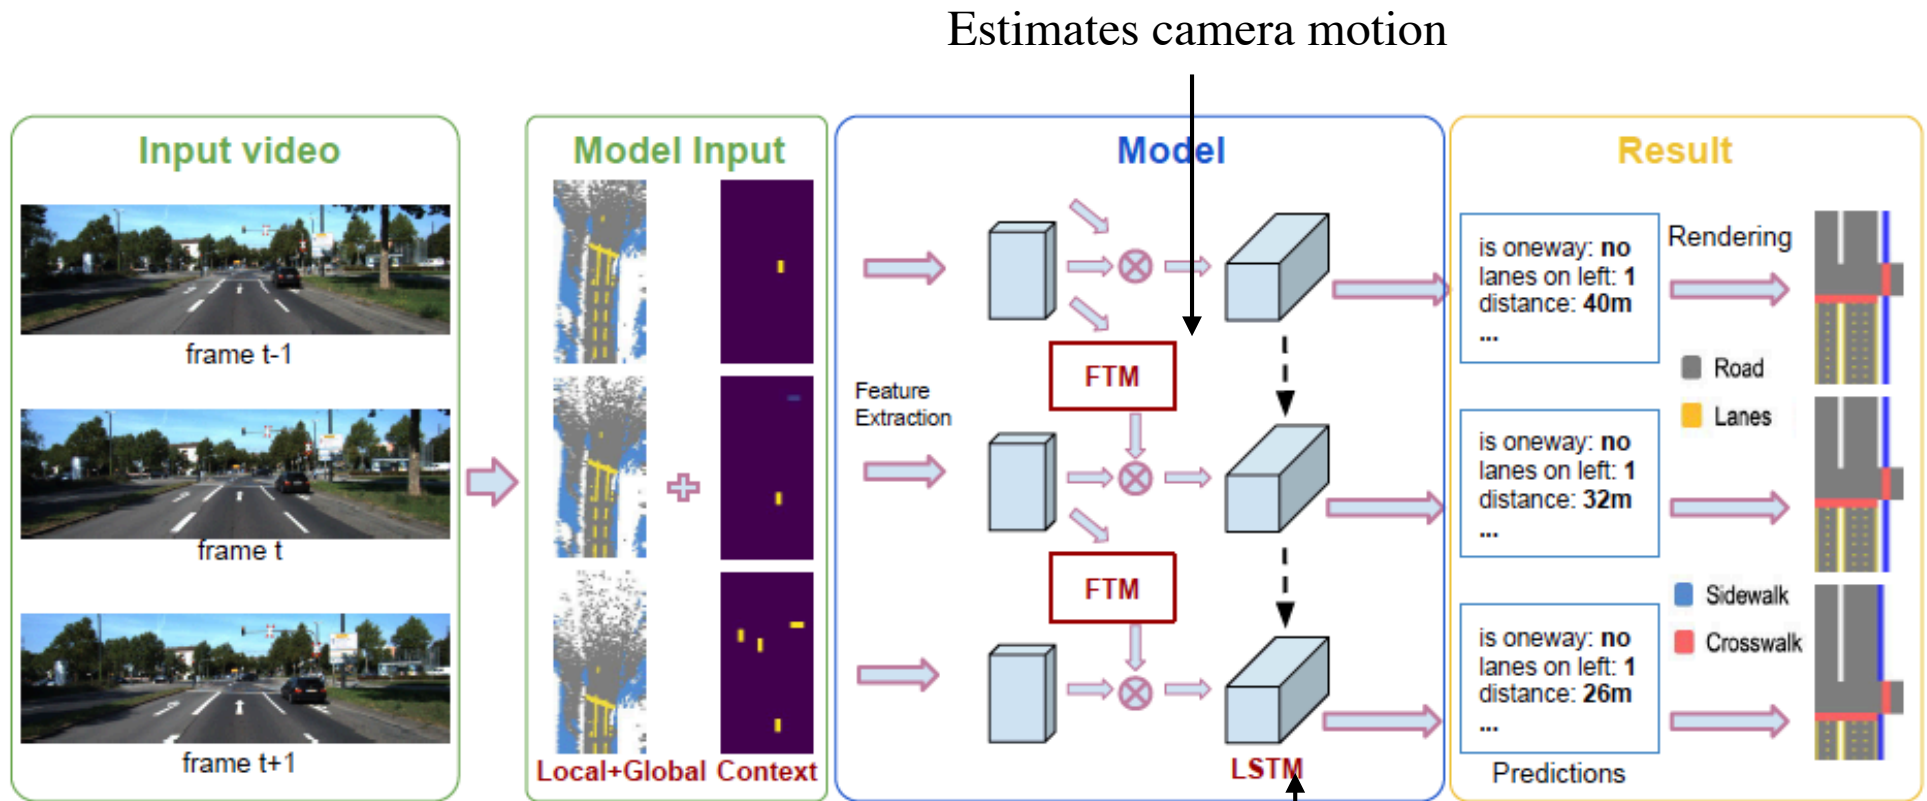 Estimates camera motion
Input video
frame t-1
frame t
frame t+1
Model Input
Local+Global Context
Model
Feature
Extraction
FTM
FTM
LSTM
Result
is oneway: no
lanes on left: 1
distance: 40m
...
is oneway: no
lanes on left: 1
distance: 32m
...
is oneway: no
lanes on left: 1
distance: 26m
...
Predictions
Rendering
Road
Lanes
Sidewalk
Crosswalk